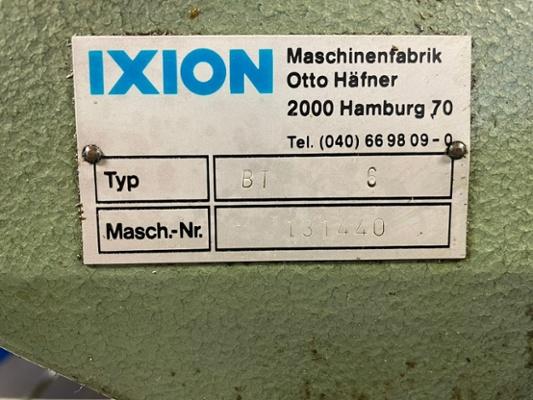 IXION
Maschinenfabrik
Otto Häfner
2000 Hamburg 70
Tel. (040) 66 98 09-0
Typ BT 6
Masch.-Nr. 131440